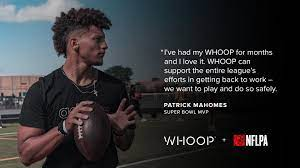 "I've had my WHOOP for months
and I love it. WHOOP can
support the entire league's
efforts in getting back to work –
we want to play and do so safely.
PATRICK MAHOMES
SUPER BOWL MVP
WHOOP + NFLPA